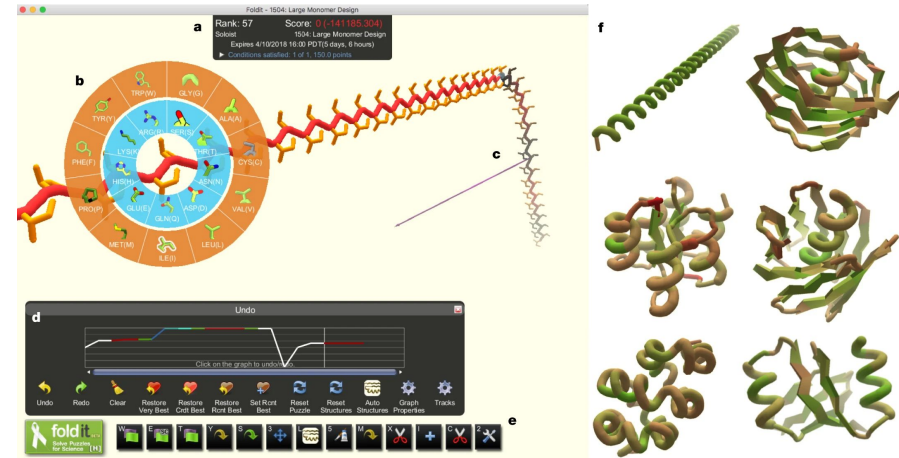 Foldit - 1504: Large Monomer Design
a
Rank: 57 Score: 0 (-141185.304)
Soloist 1504: Large Monomer Design
Expires 4/10/2018 16:00 PDT(5 days, 6 hours)
▶ Conditions satisfied: 1 of 1, 150.0 points
f
b
TRP(W) GLY(G)
TYR(Y) ARG(R) SER(S) ALA(A)
PHE(F) LYS(K) THR(T) CYS(C)
HIS(H) ASN(N)
PRO(P) GLU(E) GLN(Q) ASP(D) VAL(V)
MET(M) ILE(I) LEU(L)
c
d
Undo
Click on the graph to undo/redo.
Undo Redo Clear Restore Very Best Restore Crdt Best Restore Rcnt Best Set Rcnt Best Reset Puzzle Reset Structures Auto Structures Graph Properties Tracks
e
foldit
Solve Puzzles
for Science [H]
W E T Y S 3 L 5 M X I C 2